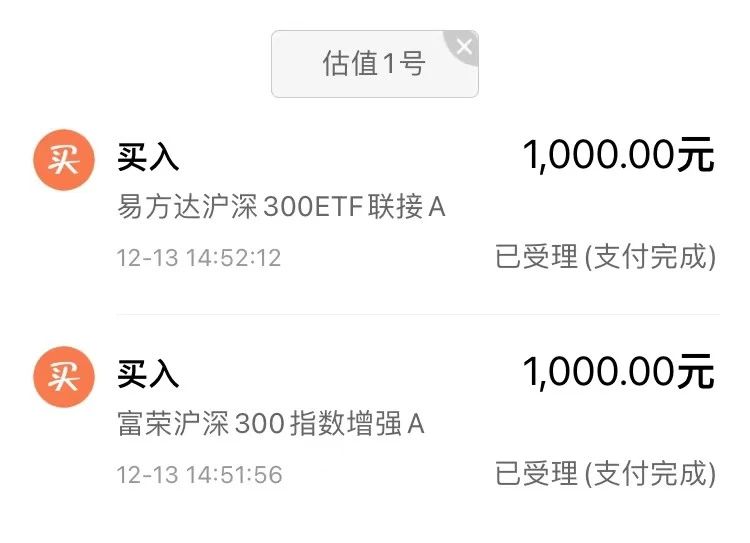 估值1号
买 买入 1,000.00元
易方达沪深300ETF联接A
12-13 14:52:12 已受理(支付完成)
买 买入 1,000.00元
富荣沪深300指数增强A
12-13 14:51:56 已受理(支付完成)